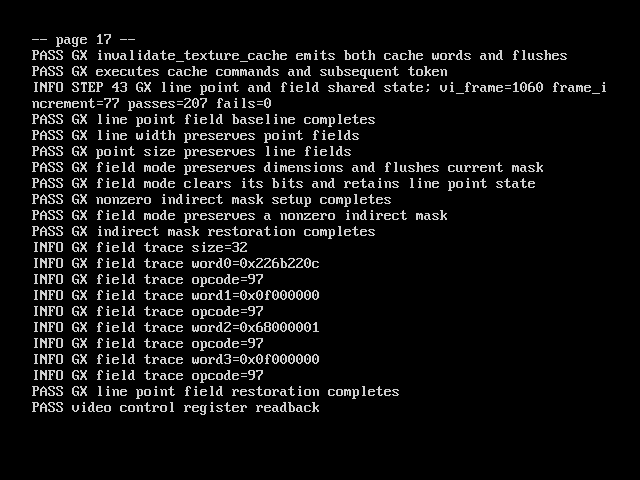 -- page 17 --
PASS GX invalidate_texture_cache emits both cache words and flushes
PASS GX executes cache commands and subsequent token
INFO STEP 43 GX line point and field shared state; vi_frame=1060 frame_i
ncrement=77 passes=207 fails=0
PASS GX line point field baseline completes
PASS GX line width preserves point fields
PASS GX point size preserves line fields
PASS GX field mode preserves dimensions and flushes current mask
PASS GX field mode clears its bits and retains line point state
PASS GX nonzero indirect mask setup completes
PASS GX field mode preserves a nonzero indirect mask
PASS GX indirect mask restoration completes
INFO GX field trace size=32
INFO GX field trace word0=0x226b220c
INFO GX field trace opcode=97
INFO GX field trace word1=0x0f000000
INFO GX field trace opcode=97
INFO GX field trace word2=0x68000001
INFO GX field trace opcode=97
INFO GX field trace word3=0x0f000000
INFO GX field trace opcode=97
PASS GX line point field restoration completes
PASS video control register readback